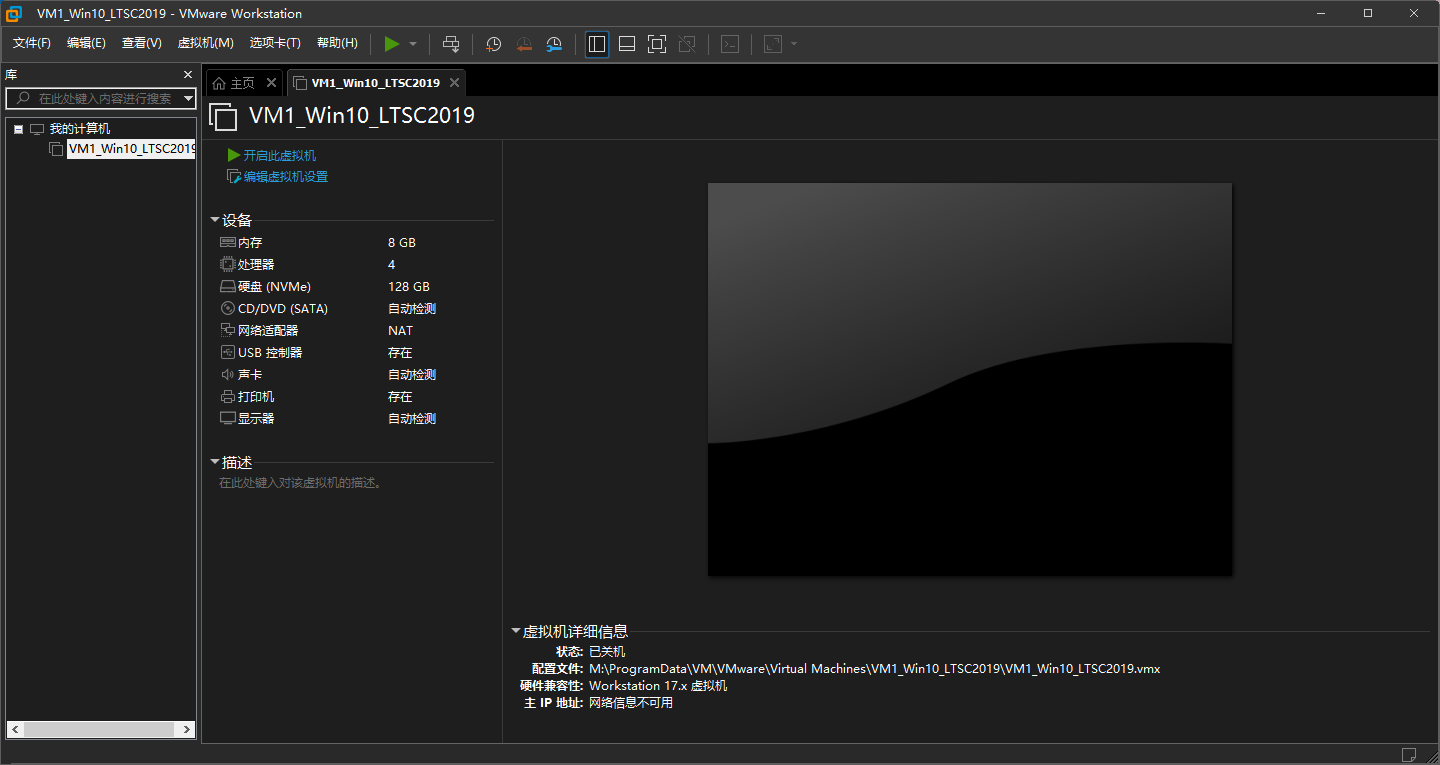 VM1_Win10_LTSC2019 - VMware Workstation
文件(F) 编辑(E) 查看(V) 虚拟机(M) 选项卡(T) 帮助(H)
库
在此处键入内容进行搜索
我的计算机
VM1_Win10_LTSC2019
主页 VM1_Win10_LTSC2019
VM1_Win10_LTSC2019
开启此虚拟机
编辑虚拟机设置
设备
内存 8 GB
处理器 4
硬盘 (NVMe) 128 GB
CD/DVD (SATA) 自动检测
网络适配器 NAT
USB 控制器 存在
声卡 自动检测
打印机 存在
显示器 自动检测
描述
在此处键入对该虚拟机的描述。
虚拟机详细信息
状态: 已关机
配置文件: M:\ProgramData\VM\VMware\Virtual Machines\VM1_Win10_LTSC2019\VM1_Win10_LTSC2019.vmx
硬件兼容性: Workstation 17.x 虚拟机
主 IP 地址: 网络信息不可用